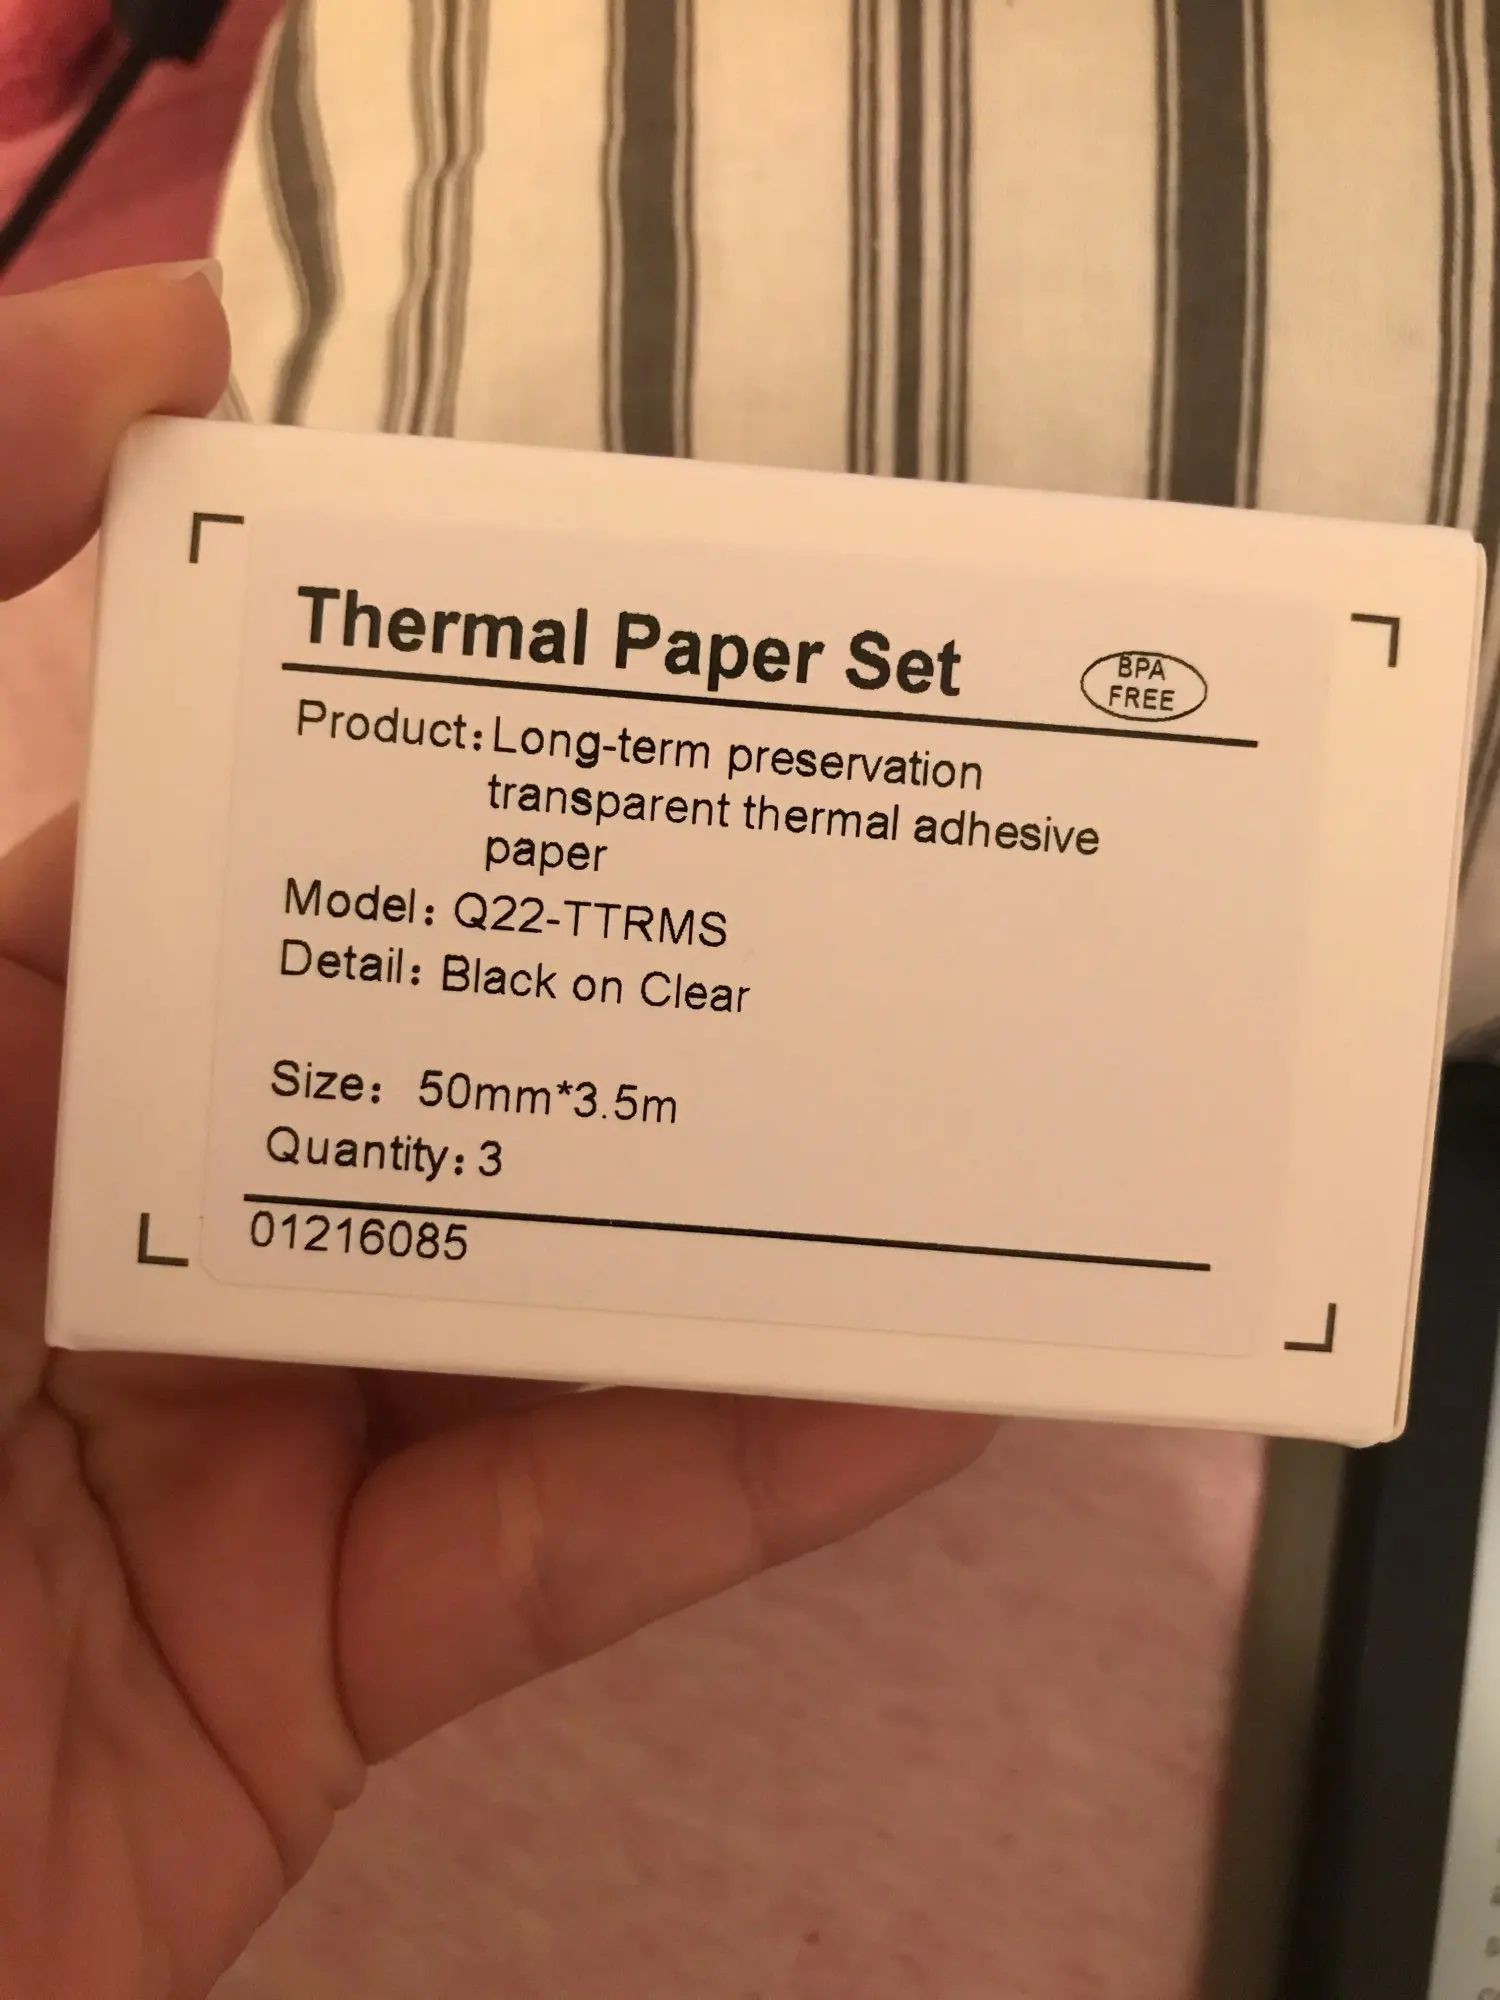 Thermal Paper Set
BPA
FREE
Product: Long-term preservation
transparent thermal adhesive
paper
Model: Q22-TTRMS
Detail: Black on Clear
Size: 50mm*3.5m
Quantity: 3
01216085